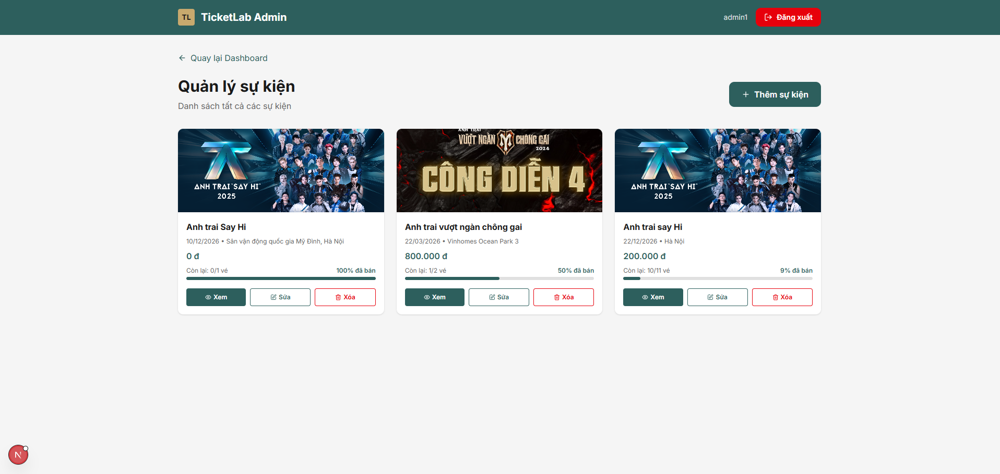 TL TicketLab Admin
admin1 Đăng xuất
Quay lại Dashboard
Quản lý sự kiện
Danh sách tất cả các sự kiện
Thêm sự kiện
ANH TRAI "SAY HI"
2025
Anh trai Say Hi
10/12/2026 • Sân vận động quốc gia Mỹ Đình, Hà Nội
0 đ
Còn lại: 0/1 vé 100% đã bán
Xem Sửa Xóa
ANH TRAI
VƯỢT NGÀN CHÔNG GAI
2024
CÔNG DIỄN 4
Anh trai vượt ngàn chông gai
22/03/2026 • Vinhomes Ocean Park 3
800.000 đ
Còn lại: 1/2 vé 50% đã bán
Xem Sửa Xóa
ANH TRAI "SAY HI"
2025
Anh trai say Hi
22/12/2026 • Hà Nội
200.000 đ
Còn lại: 10/11 vé 9% đã bán
Xem Sửa Xóa
N